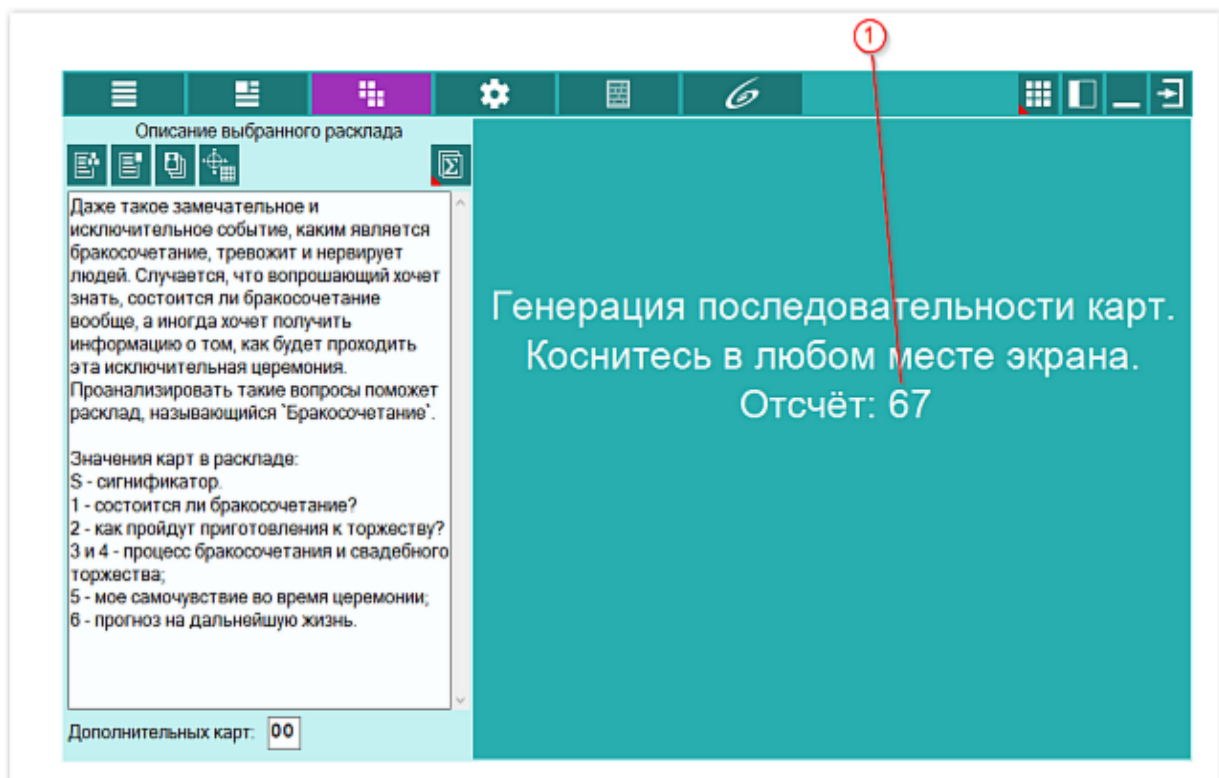 1
Описание выбранного расклада
Даже такое замечательное и
исключительное событие, каким является
бракосочетание, тревожит и нервирует
людей. Случается, что вопрошающий хочет
знать, состоится ли бракосочетание
вообще, а иногда хочет получить
информацию о том, как будет проходить
эта исключительная церемония.
Проанализировать такие вопросы поможет
расклад, называющийся `Бракосочетание`.
Значения карт в раскладе:
S - сигнификатор.
1 - состоится ли бракосочетание?
2 - как пройдут приготовления к торжеству?
3 и 4 - процесс бракосочетания и свадебного
торжества;
5 - мое самочувствие во время церемонии;
6 - прогноз на дальнейшую жизнь.
Дополнительных карт: 00
Генерация последовательности карт.
Коснитесь в любом месте экрана.
Отсчёт: 67